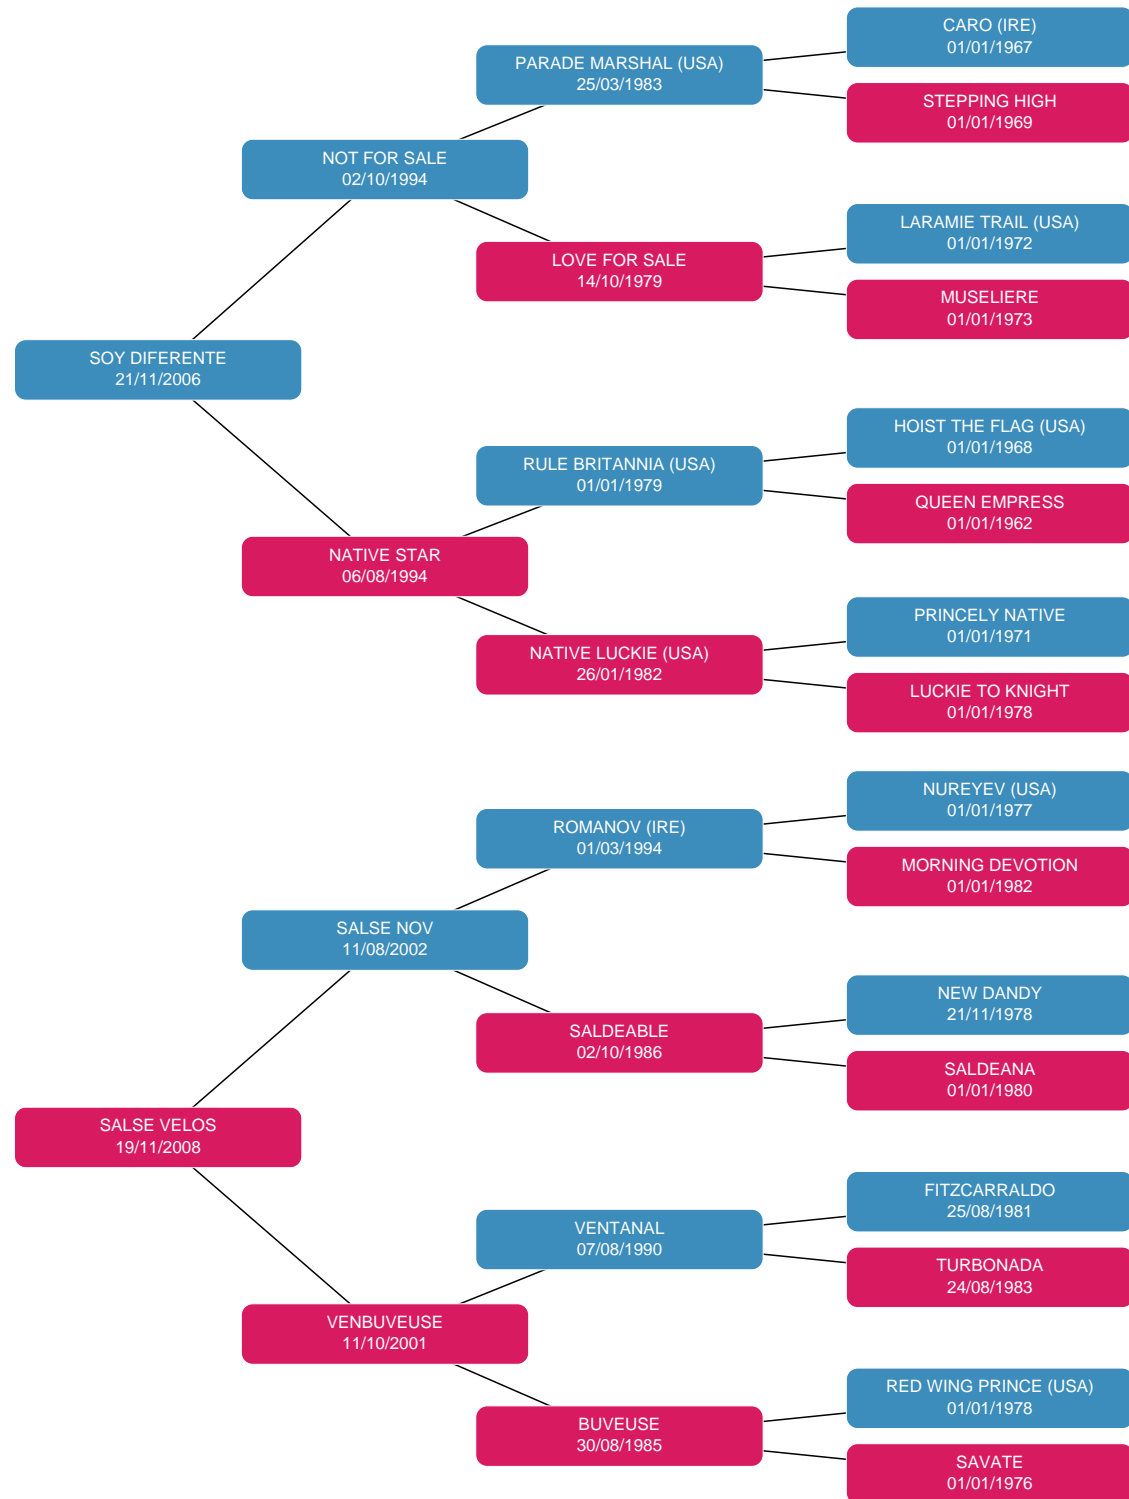 CARO (IRE)
01/01/1967
PARADE MARSHAL (USA)
25/03/1983
STEPPING HIGH
01/01/1969
NOT FOR SALE
02/10/1994
LARAMIE TRAIL (USA)
01/01/1972
LOVE FOR SALE
14/10/1979
MUSELIERE
01/01/1973
SOY DIFERENTE
21/11/2006
HOIST THE FLAG (USA)
01/01/1968
RULE BRITANNIA (USA)
01/01/1979
QUEEN EMPRESS
01/01/1962
NATIVE STAR
06/08/1994
PRINCELY NATIVE
01/01/1971
NATIVE LUCKIE (USA)
26/01/1982
LUCKIE TO KNIGHT
01/01/1978
NUREYEV (USA)
01/01/1977
ROMANOV (IRE)
01/03/1994
MORNING DEVOTION
01/01/1982
SALSE NOV
11/08/2002
NEW DANDY
21/11/1978
SALDEABLE
02/10/1986
SALDEANA
01/01/1980
SALSE VELOS
19/11/2008
FITZCARRALDO
25/08/1981
VENTANAL
07/08/1990
TURBONADA
24/08/1983
VENBUVEUSE
11/10/2001
RED WING PRINCE (USA)
01/01/1978
BUVEUSE
30/08/1985
SAVATE
01/01/1976